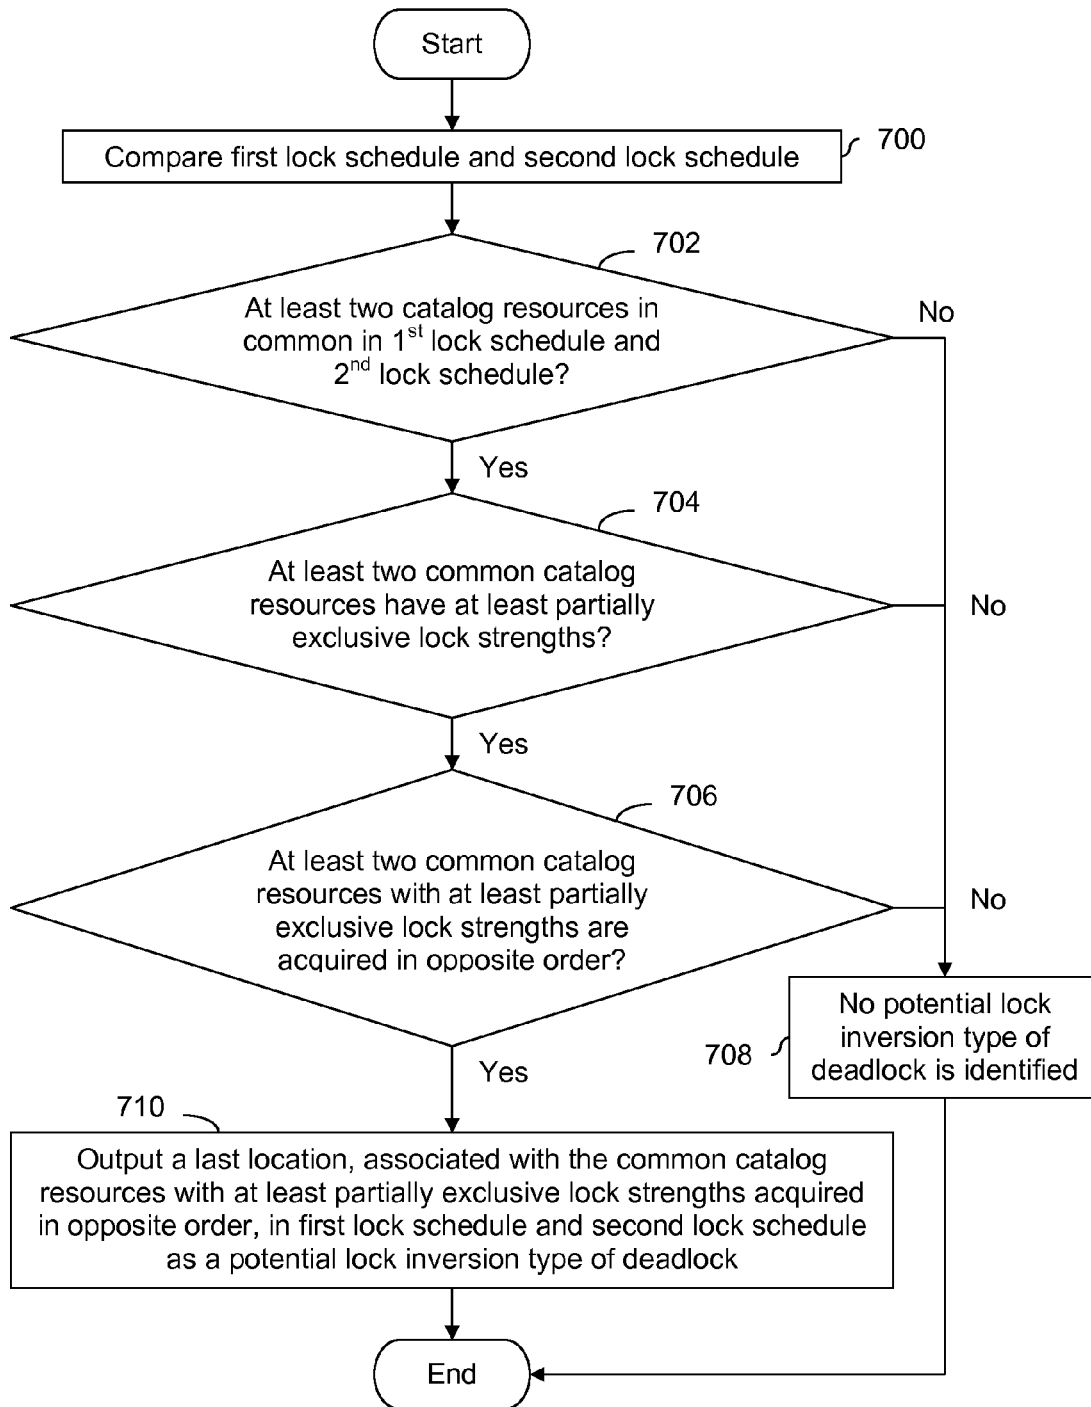 Start
700
Compare first lock schedule and second lock schedule
702
At least two catalog resources in
common in 1st lock schedule and
2nd lock schedule?
No
Yes
704
At least two common catalog
resources have at least partially
exclusive lock strengths?
No
Yes
706
At least two common catalog
resources with at least partially
exclusive lock strengths are
acquired in opposite order?
No
Yes
708
No potential lock
inversion type of
deadlock is identified
710
Output a last location, associated with the common catalog
resources with at least partially exclusive lock strengths acquired
in opposite order, in first lock schedule and second lock schedule
as a potential lock inversion type of deadlock
End